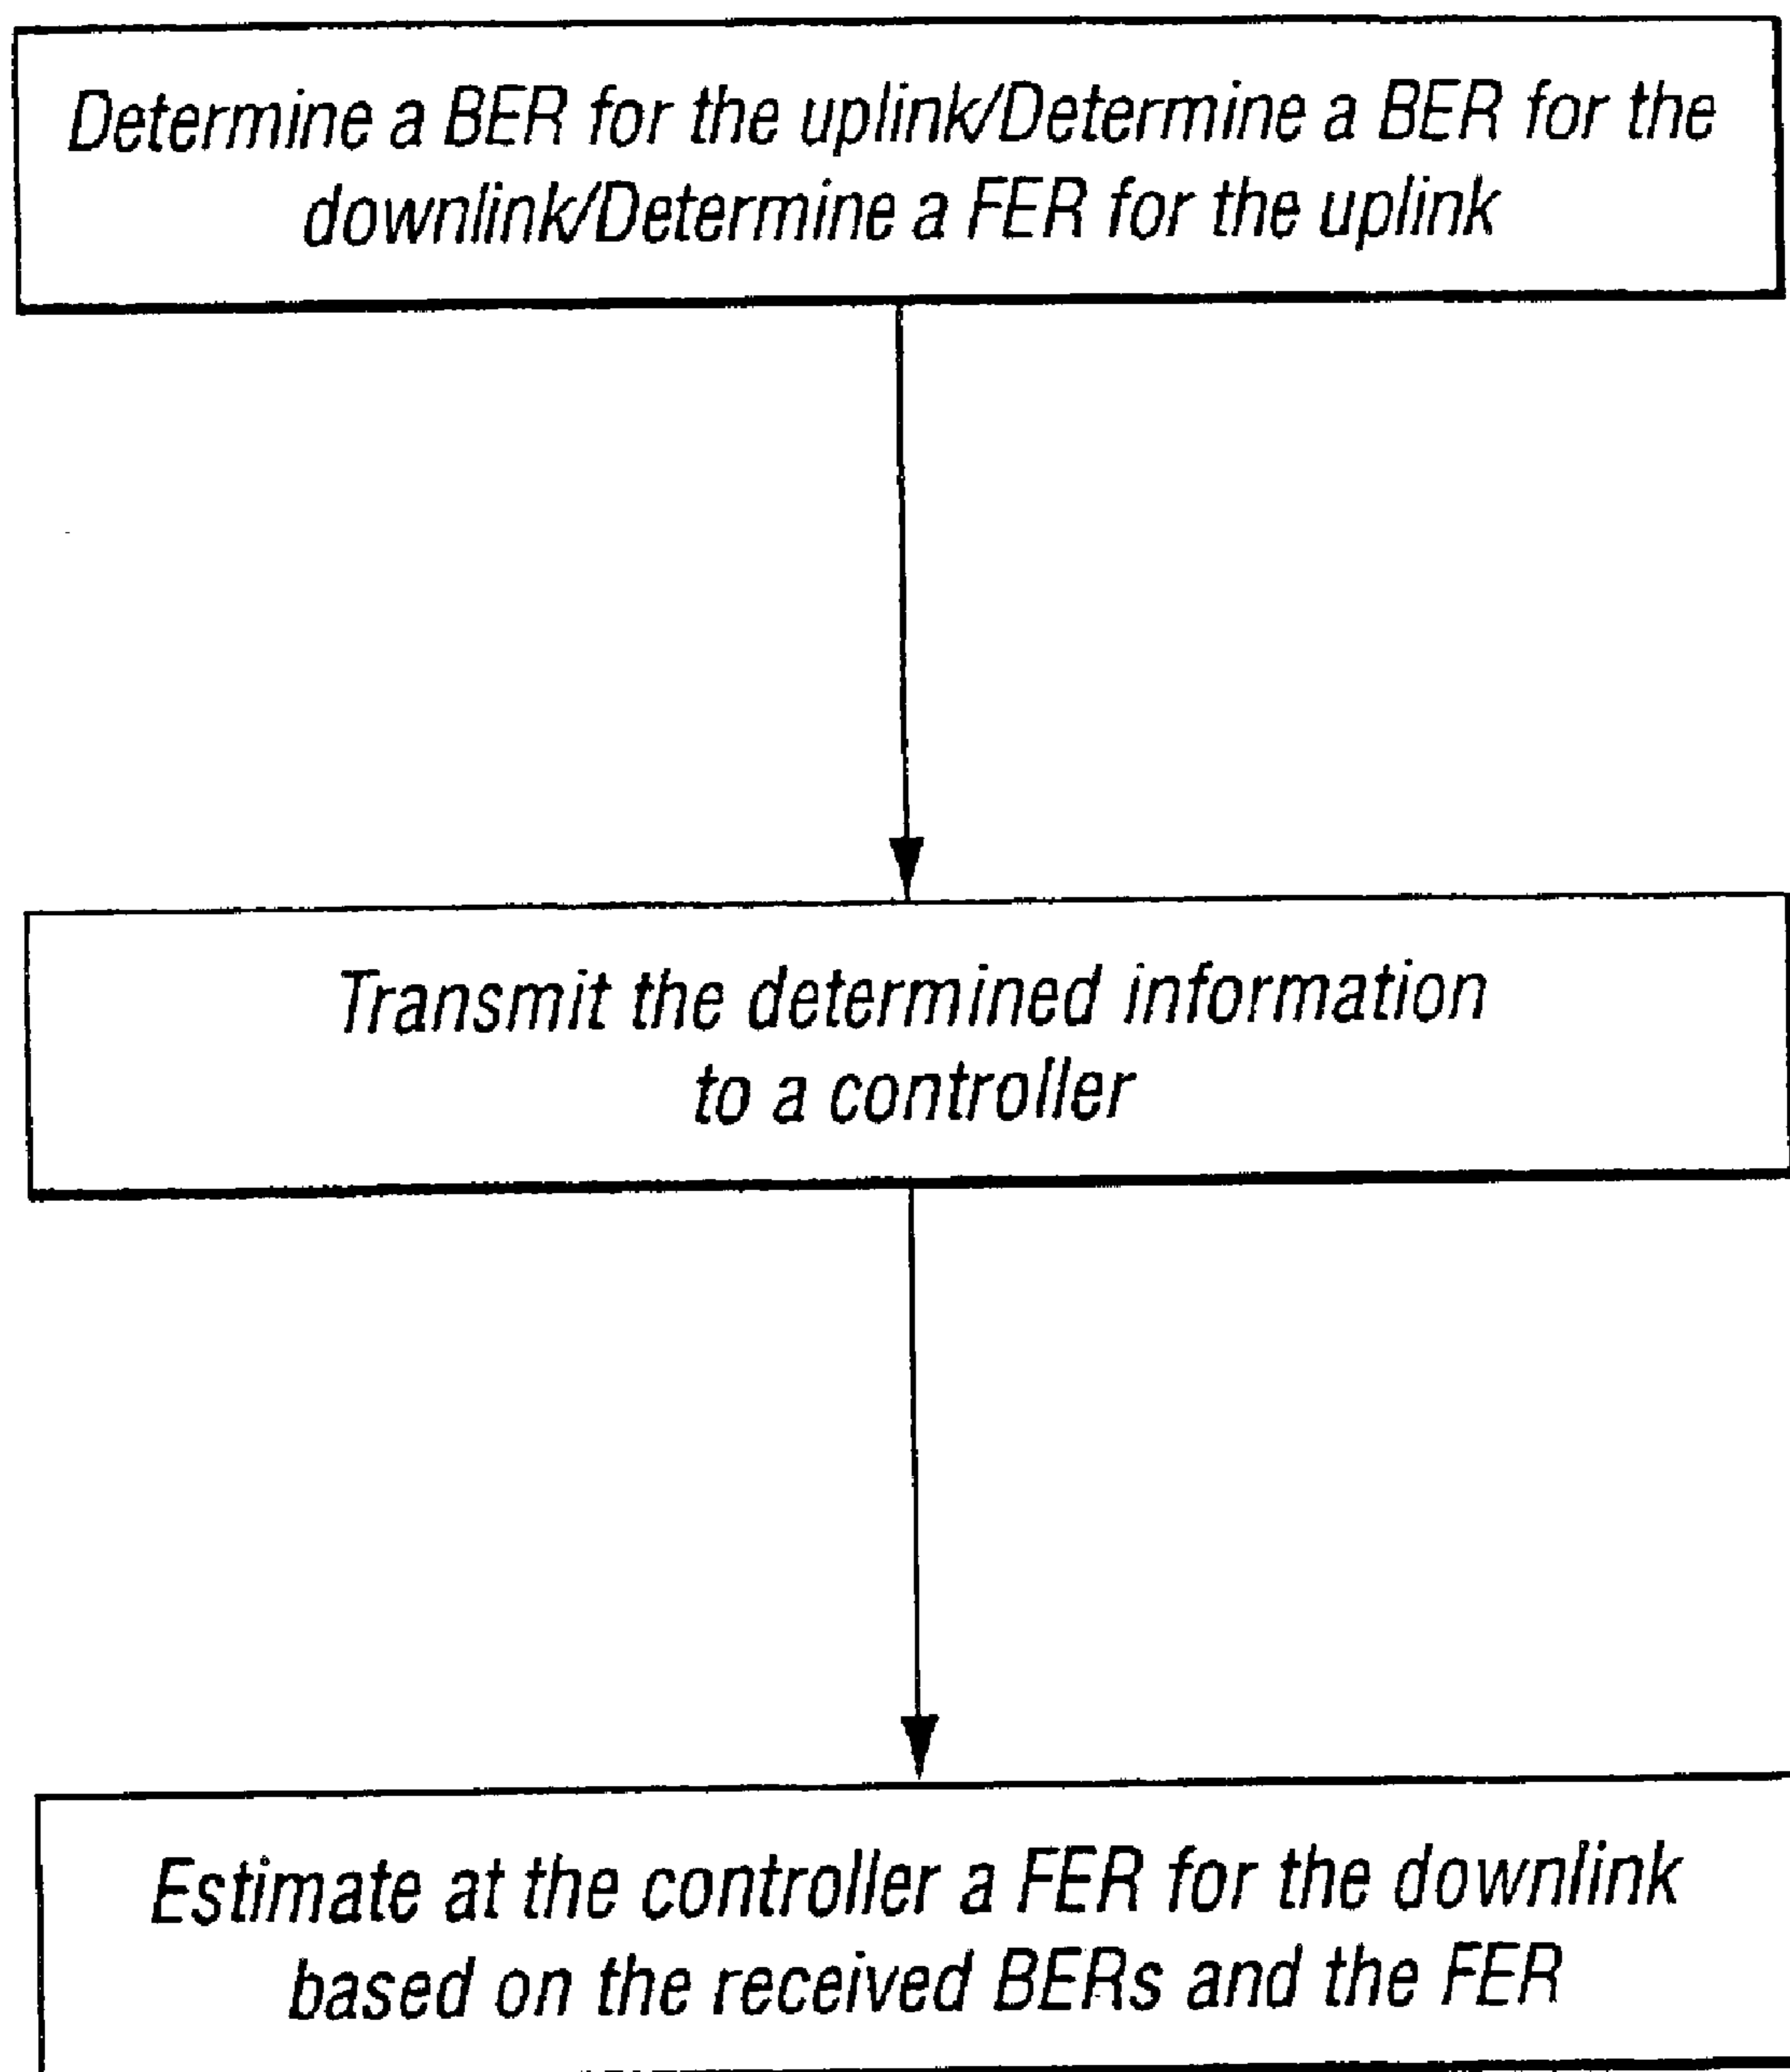 Determine a BER for the uplink/Determine a BER for the
downlink/Determine a FER for the uplink
Transmit the determined information
to a controller
Estimate at the controller a FER for the downlink
based on the received BERs and the FER